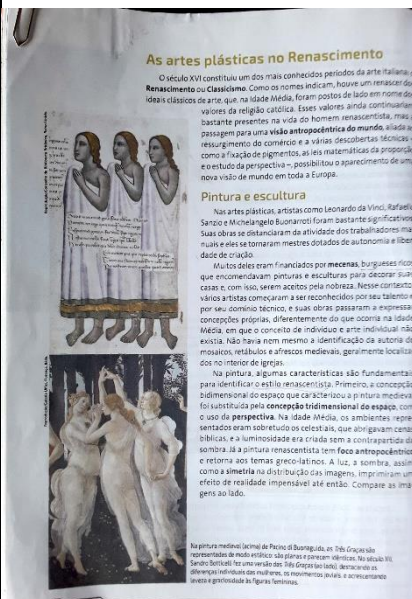 As artes plásticas no Renascimento
O século XVI constituiu um dos mais conhecidos períodos da arte italiana:
Renascimento ou Classicismo. Como os nomes indicam, houve um renascer do
ideais clássicos de arte, que, na Idade Média, foram postos de lado em nome do
valores da religião católica. Esses valores ainda continuariam
bastante presentes na vida do homem renascentista, mas
passagem para uma visão antropocêntrica do mundo, aliada
ressurgimento do comércio e a várias descobertas técnicas
como a fixação de pigmentos, as leis matemáticas da proporção
e o estudo da perspectiva –, possibilitou o aparecimento de um
nova visão de mundo em toda a Europa.
Pintura e escultura
Nas artes plásticas, artistas como Leonardo da Vinci, Rafael
Sanzio e Michelangelo Buonarroti foram bastante significativos
Suas obras se distanciaram da atividade dos trabalhadores ma-
nuais e eles se tornaram mestres dotados de autonomia e liber-
dade de criação.
Muitos deles eram financiados por mecenas, burgueses ricos
que encomendavam pinturas e esculturas para decorar suas
casas e, com isso, serem aceitos pela nobreza. Nesse contexto
vários artistas começaram a ser reconhecidos por seu talento
por seu domínio técnico, e suas obras passaram a expressar
concepções próprias, diferentemente do que ocorria na Idade
Média, em que o conceito de indivíduo e arte individual não
existia. Não havia nem mesmo a identificação da autoria de
mosaicos, retábulos e afrescos medievais, geralmente localiza-
dos no interior de igrejas.
Na pintura, algumas características são fundamentais
para identificar o estilo renascentista. Primeiro, a concepção
bidimensional do espaço que caracterizou a pintura medieval
foi substituída pela concepção tridimensional do espaço, com
o uso da perspectiva. Na Idade Média, os ambientes repre-
sentados eram sobretudo os celestiais, que abrigavam cenas
bíblicas, e a luminosidade era criada sem a contrapartida da
sombra. Já a pintura renascentista tem foco antropocêntrico
e retorna aos temas greco-latinos. A luz, a sombra, assim
como a simetria na distribuição das imagens, imprimiram um
efeito de realidade impensável até então. Compare as ima-
gens ao lado.
Na pintura medieval (acima) de Pacino di Buonaguida, as Três Graças são
representadas de modo estático: são planas e parecem idênticas. No século XVI,
Sandro Botticelli fez uma versão das Três Graças (ao lado), destacando as
diferenças individuais das mulheres, os movimentos joviais, e acrescentando
leveza e graciosidade às figuras femininas.